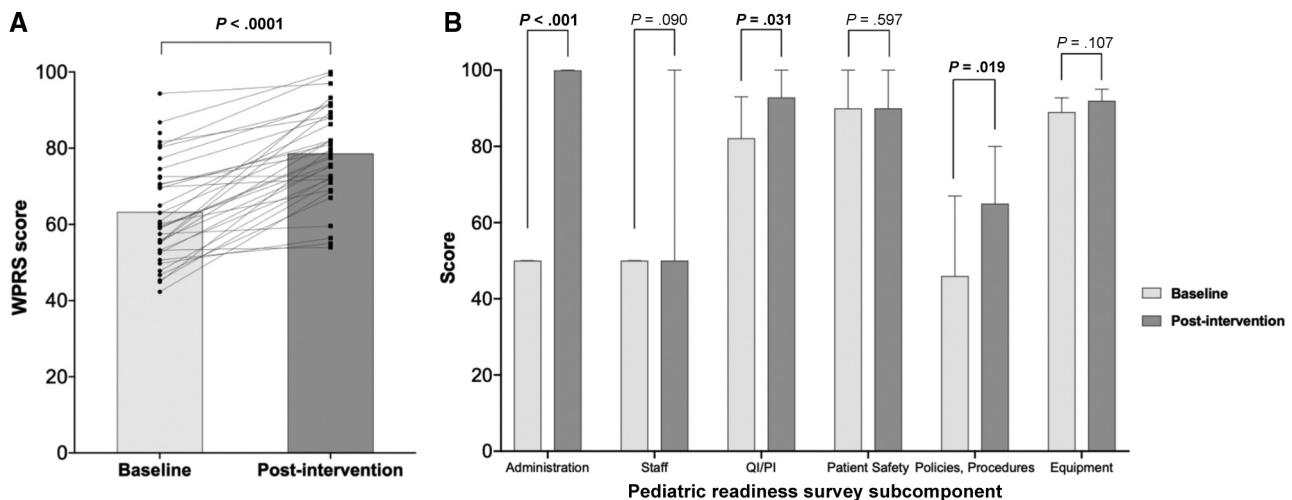 A
P < .0001
100
80
60
40
20
0
WPRS score
Baseline
Post-intervention
B
P < .001
P = .090
P = .031
P = .597
P = .019
P = .107
100
80
60
40
20
0
Score
Administration
Staff
QI/PI
Patient Safety
Policies, Procedures
Equipment
Pediatric readiness survey subcomponent
Baseline
Post-intervention